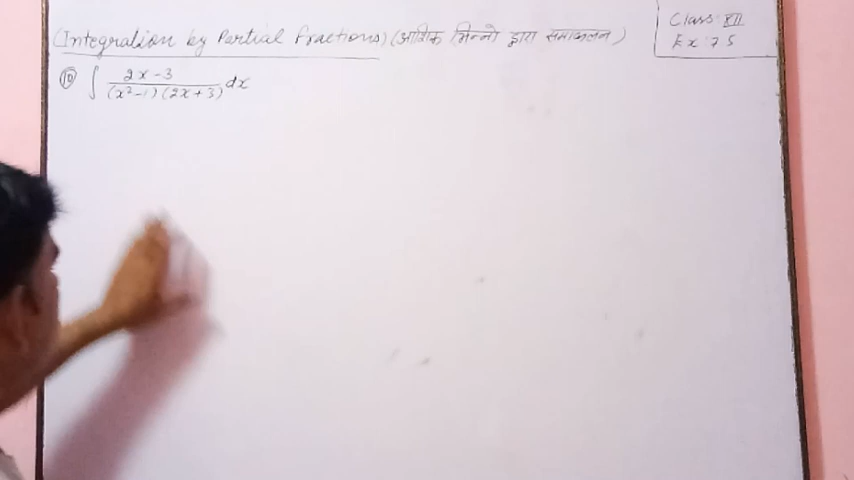 (Integration by Partial fractions) (आंशिक भिन्नो द्वारा समाकलन)
Class XII
Ex 7.5
(10) ∫ (2x-3)/((x²-1)(2x+3)) dx